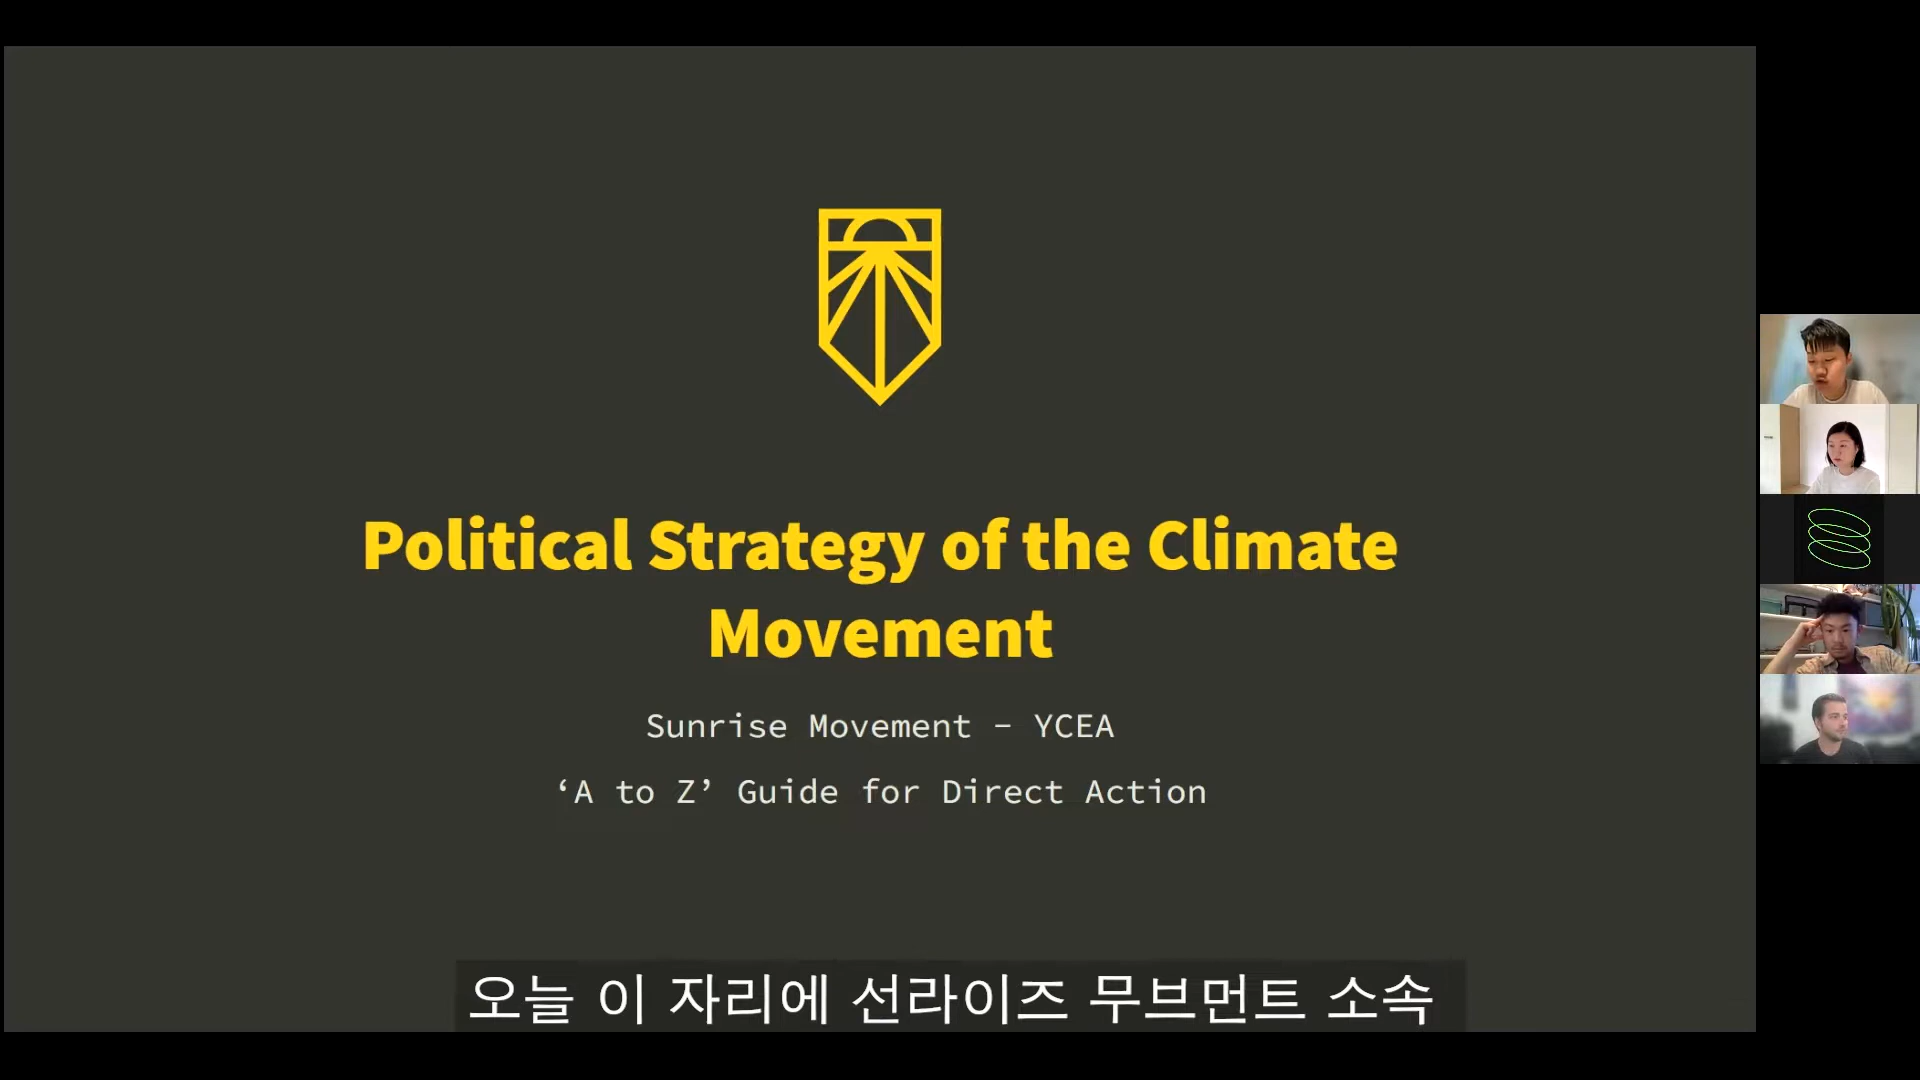 Political Strategy of the Climate
Movement
Sunrise Movement - YCEA
‘A to Z’ Guide for Direct Action
오늘 이 자리에 선라이즈 무브먼트 소속